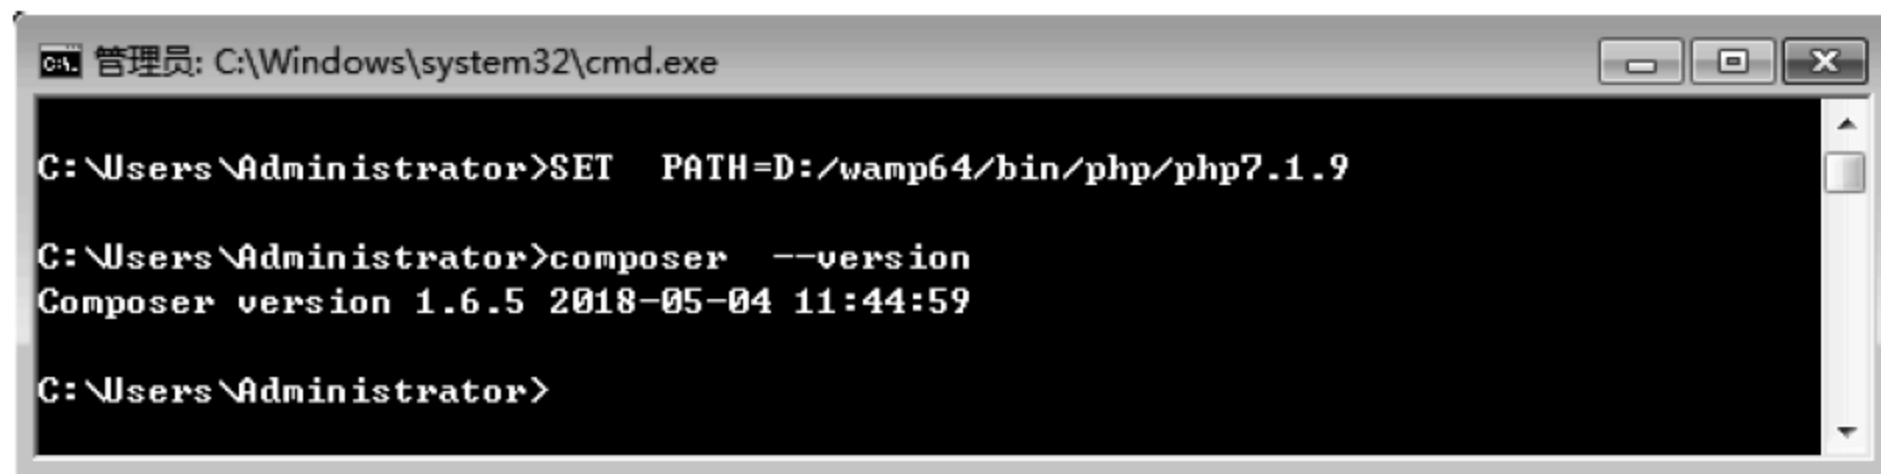 管理员: C:\Windows\system32\cmd.exe
C:\Users\Administrator>SET  PATH=D:/wamp64/bin/php/php7.1.9
C:\Users\Administrator>composer  --version
Composer version 1.6.5 2018-05-04 11:44:59
C:\Users\Administrator>